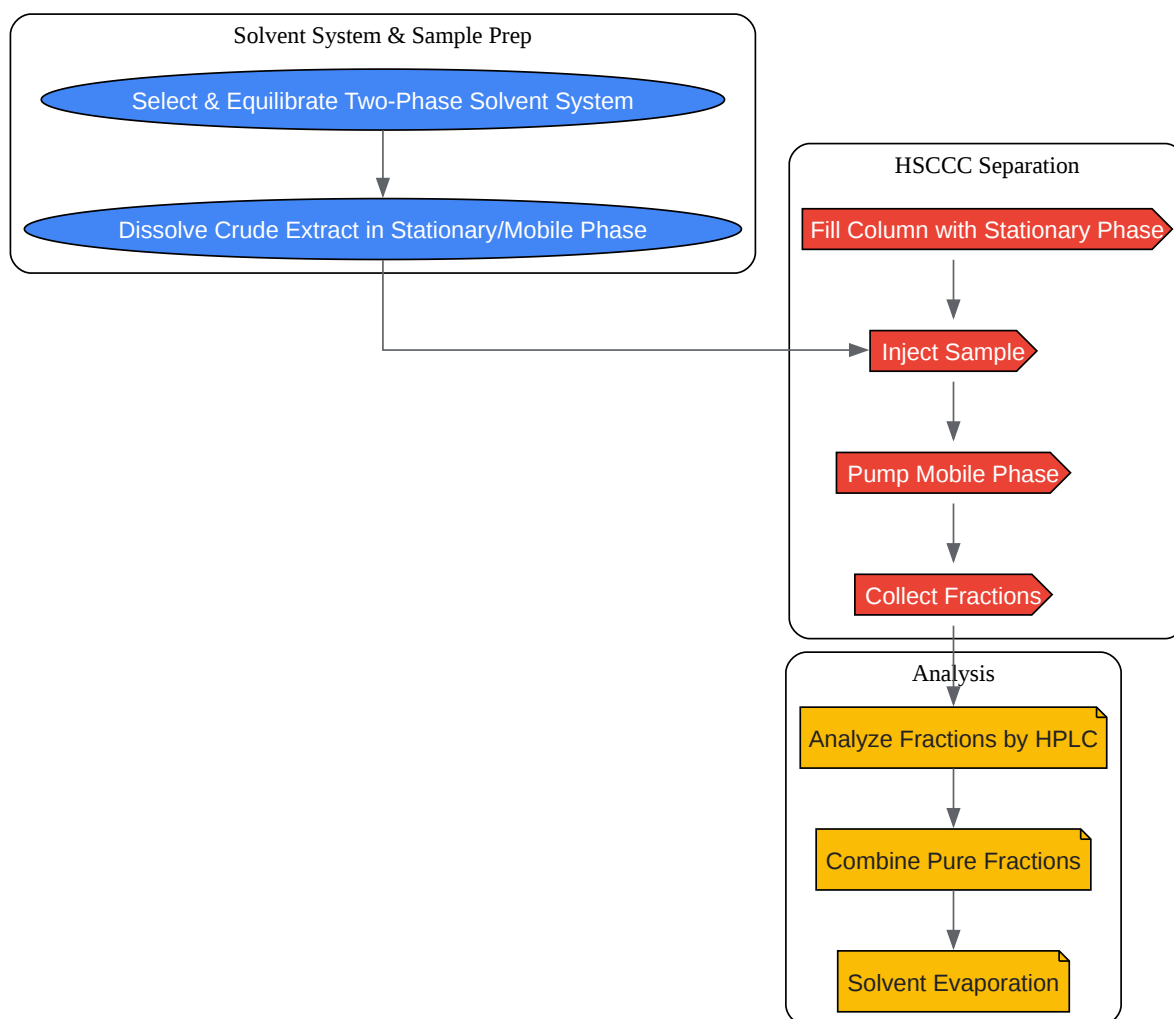 Solvent System & Sample Prep
Select & Equilibrate Two-Phase Solvent System
Dissolve Crude Extract in Stationary/Mobile Phase
HSCCC Separation
Fill Column with Stationary Phase
Inject Sample
Pump Mobile Phase
Collect Fractions
Analysis
Analyze Fractions by HPLC
Combine Pure Fractions
Solvent Evaporation